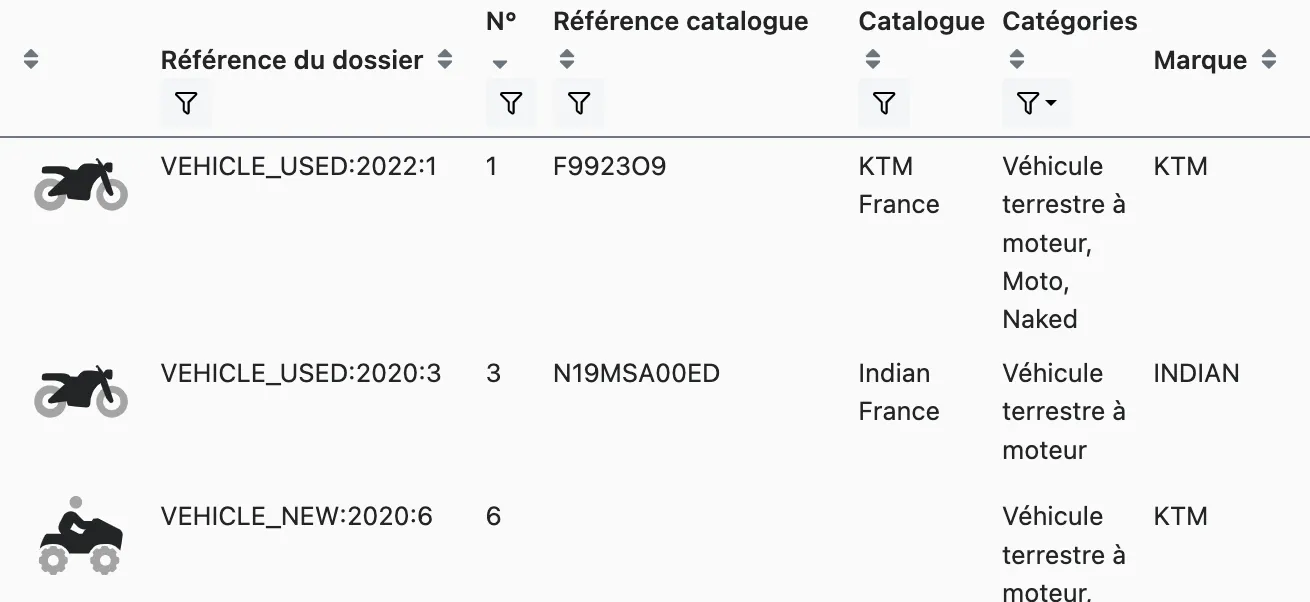 N° Référence catalogue Catalogue Catégories
Référence du dossier Marque
VEHICLE_USED:2022:1 1 F9923O9 KTM Véhicule KTM
France terrestre à
moteur,
Moto,
Naked
VEHICLE_USED:2020:3 3 N19MSA00ED Indian Véhicule INDIAN
France terrestre à
moteur
VEHICLE_NEW:2020:6 6 Véhicule KTM
terrestre à
moteur,